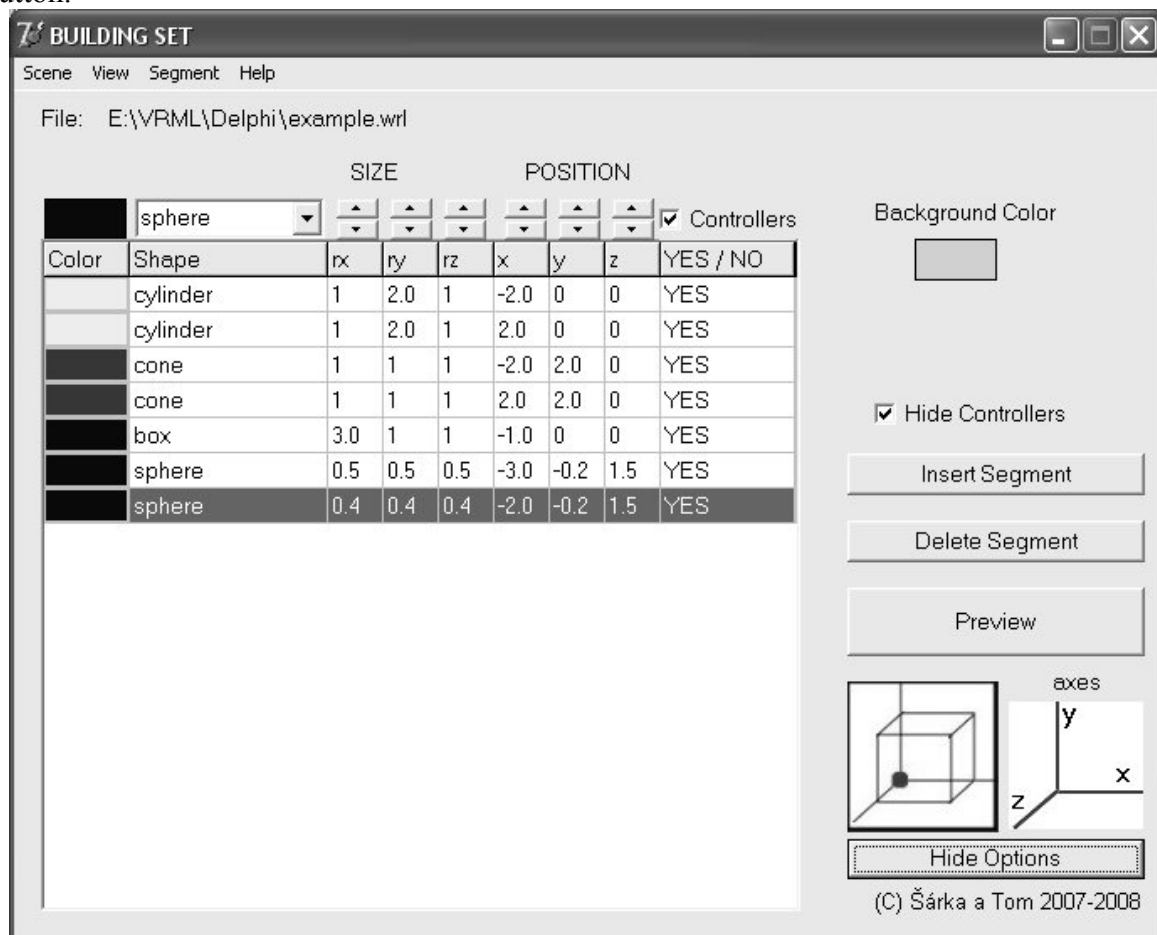 BUILDING SET
Scene View Segment Help
File: E:\VRML\Delphi\example.wrl
SIZE POSITION
sphere Controllers Background Color
Color Shape rx ry rz x y z YES / NO
cylinder 1 2.0 1 -2.0 0 0 YES
cylinder 1 2.0 1 2.0 0 0 YES
cone 1 1 1 -2.0 2.0 0 YES
cone 1 1 1 2.0 2.0 0 YES
Hide Controllers
box 3.0 1 1 -1.0 0 0 YES
sphere 0.5 0.5 0.5 -3.0 -0.2 1.5 YES
Insert Segment
sphere 0.4 0.4 0.4 -2.0 -0.2 1.5 YES
Delete Segment
Preview
axes
y
x
z
Hide Options
(C) Šárka a Tom 2007-2008